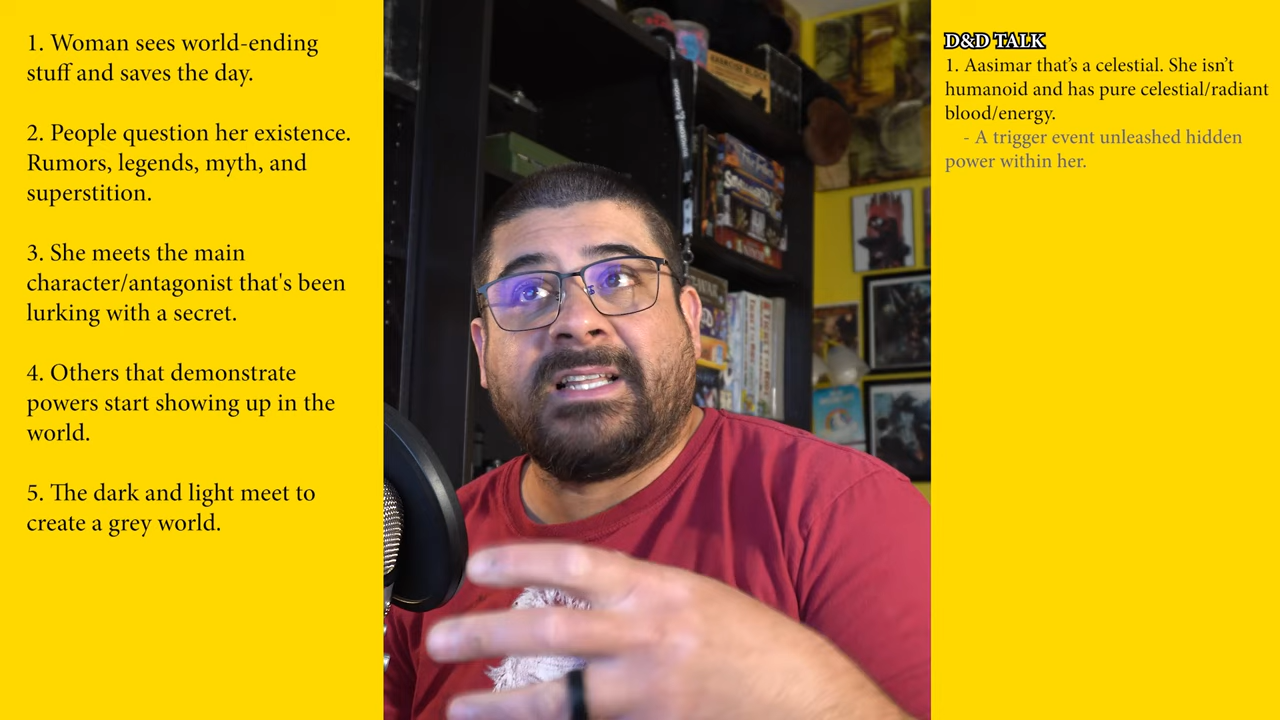 1. Woman sees world-ending
stuff and saves the day.
2. People question her existence.
Rumors, legends, myth, and
superstition.
3. She meets the main
character/antagonist that's been
lurking with a secret.
4. Others that demonstrate
powers start showing up in the
world.
5. The dark and light meet to
create a grey world.
D&D TALK
1. Aasimar that’s a celestial. She isn’t
humanoid and has pure celestial/radiant
blood/energy.
- A trigger event unleashed hidden
power within her.